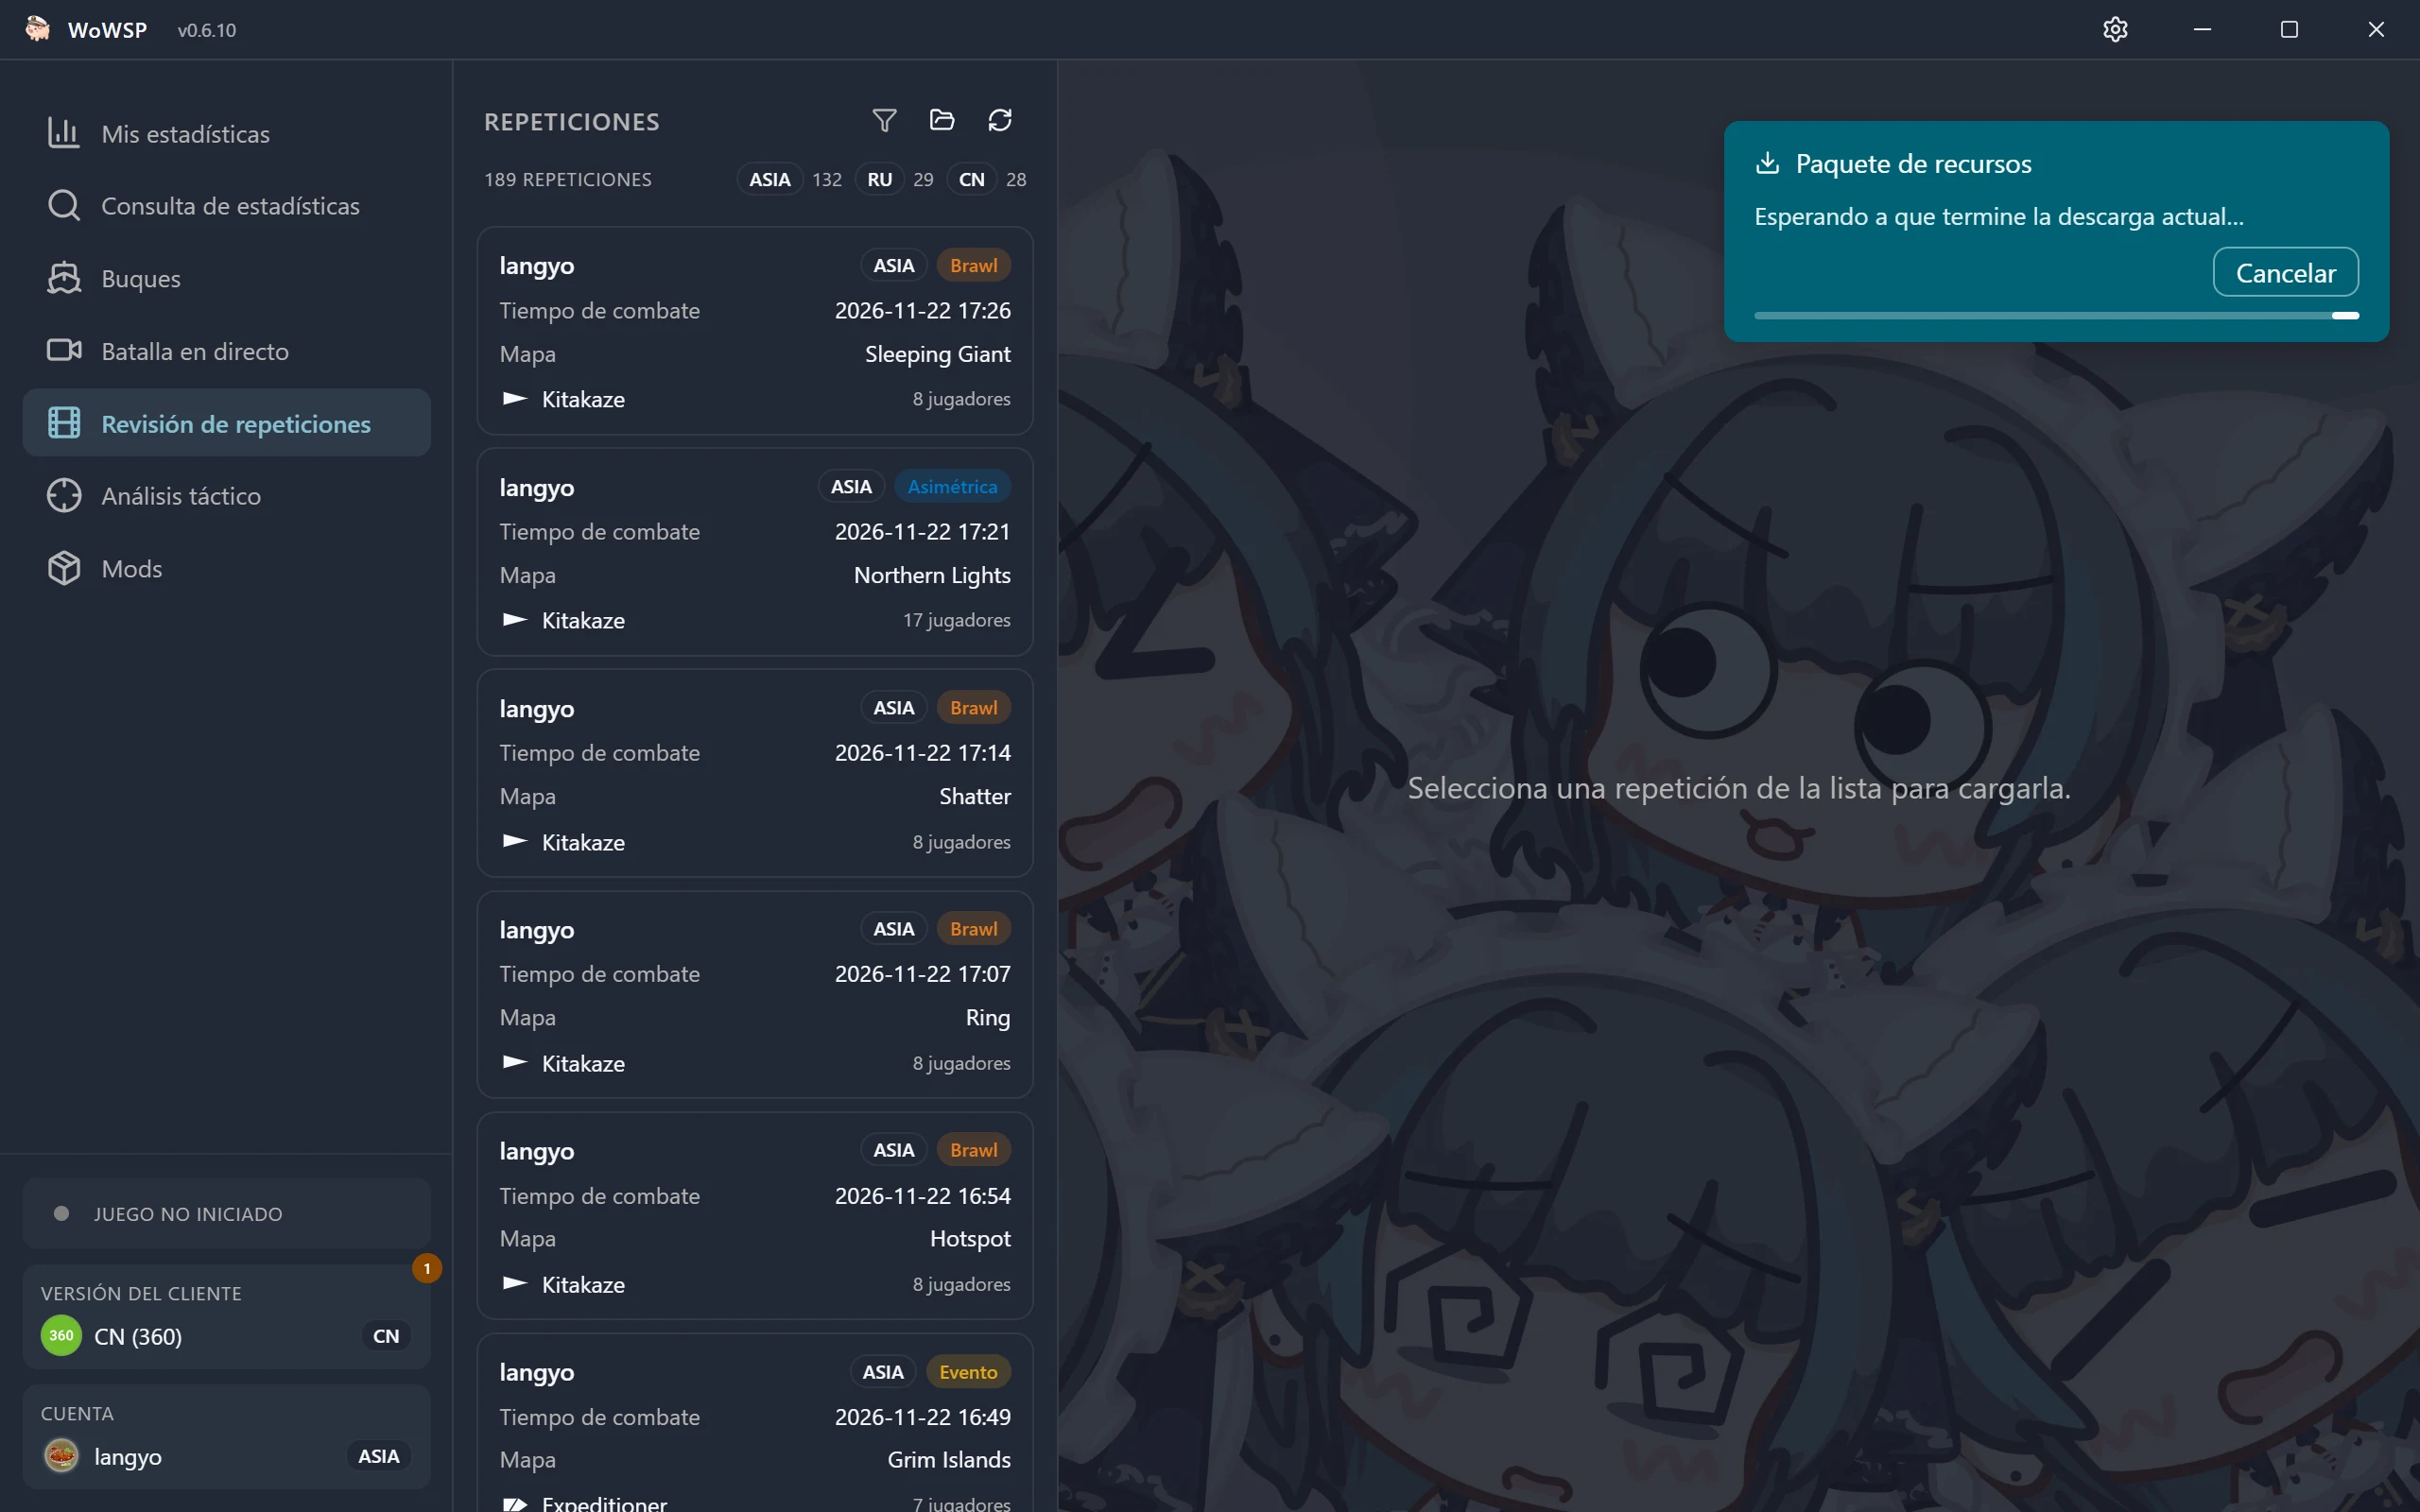 WoWSP v0.6.10
Mis estadísticas
Consulta de estadísticas
Buques
Batalla en directo
Revisión de repeticiones
Análisis táctico
Mods
JUEGO NO INICIADO
1
VERSIÓN DEL CLIENTE
360 CN (360) CN
CUENTA
langyo ASIA
REPETICIONES
189 REPETICIONES ASIA 132 RU 29 CN 28
langyo ASIA Brawl
Tiempo de combate 2026-11-22 17:26
Mapa Sleeping Giant
Kitakaze 8 jugadores
langyo ASIA Asimétrica
Tiempo de combate 2026-11-22 17:21
Mapa Northern Lights
Kitakaze 17 jugadores
langyo ASIA Brawl
Tiempo de combate 2026-11-22 17:14
Mapa Shatter
Kitakaze 8 jugadores
langyo ASIA Brawl
Tiempo de combate 2026-11-22 17:07
Mapa Ring
Kitakaze 8 jugadores
langyo ASIA Brawl
Tiempo de combate 2026-11-22 16:54
Mapa Hotspot
Kitakaze 8 jugadores
langyo ASIA Evento
Tiempo de combate 2026-11-22 16:49
Mapa Grim Islands
Expeditioner 7 jugadores
Paquete de recursos
Esperando a que termine la descarga actual...
Cancelar
Selecciona una repetición de la lista para cargarla.